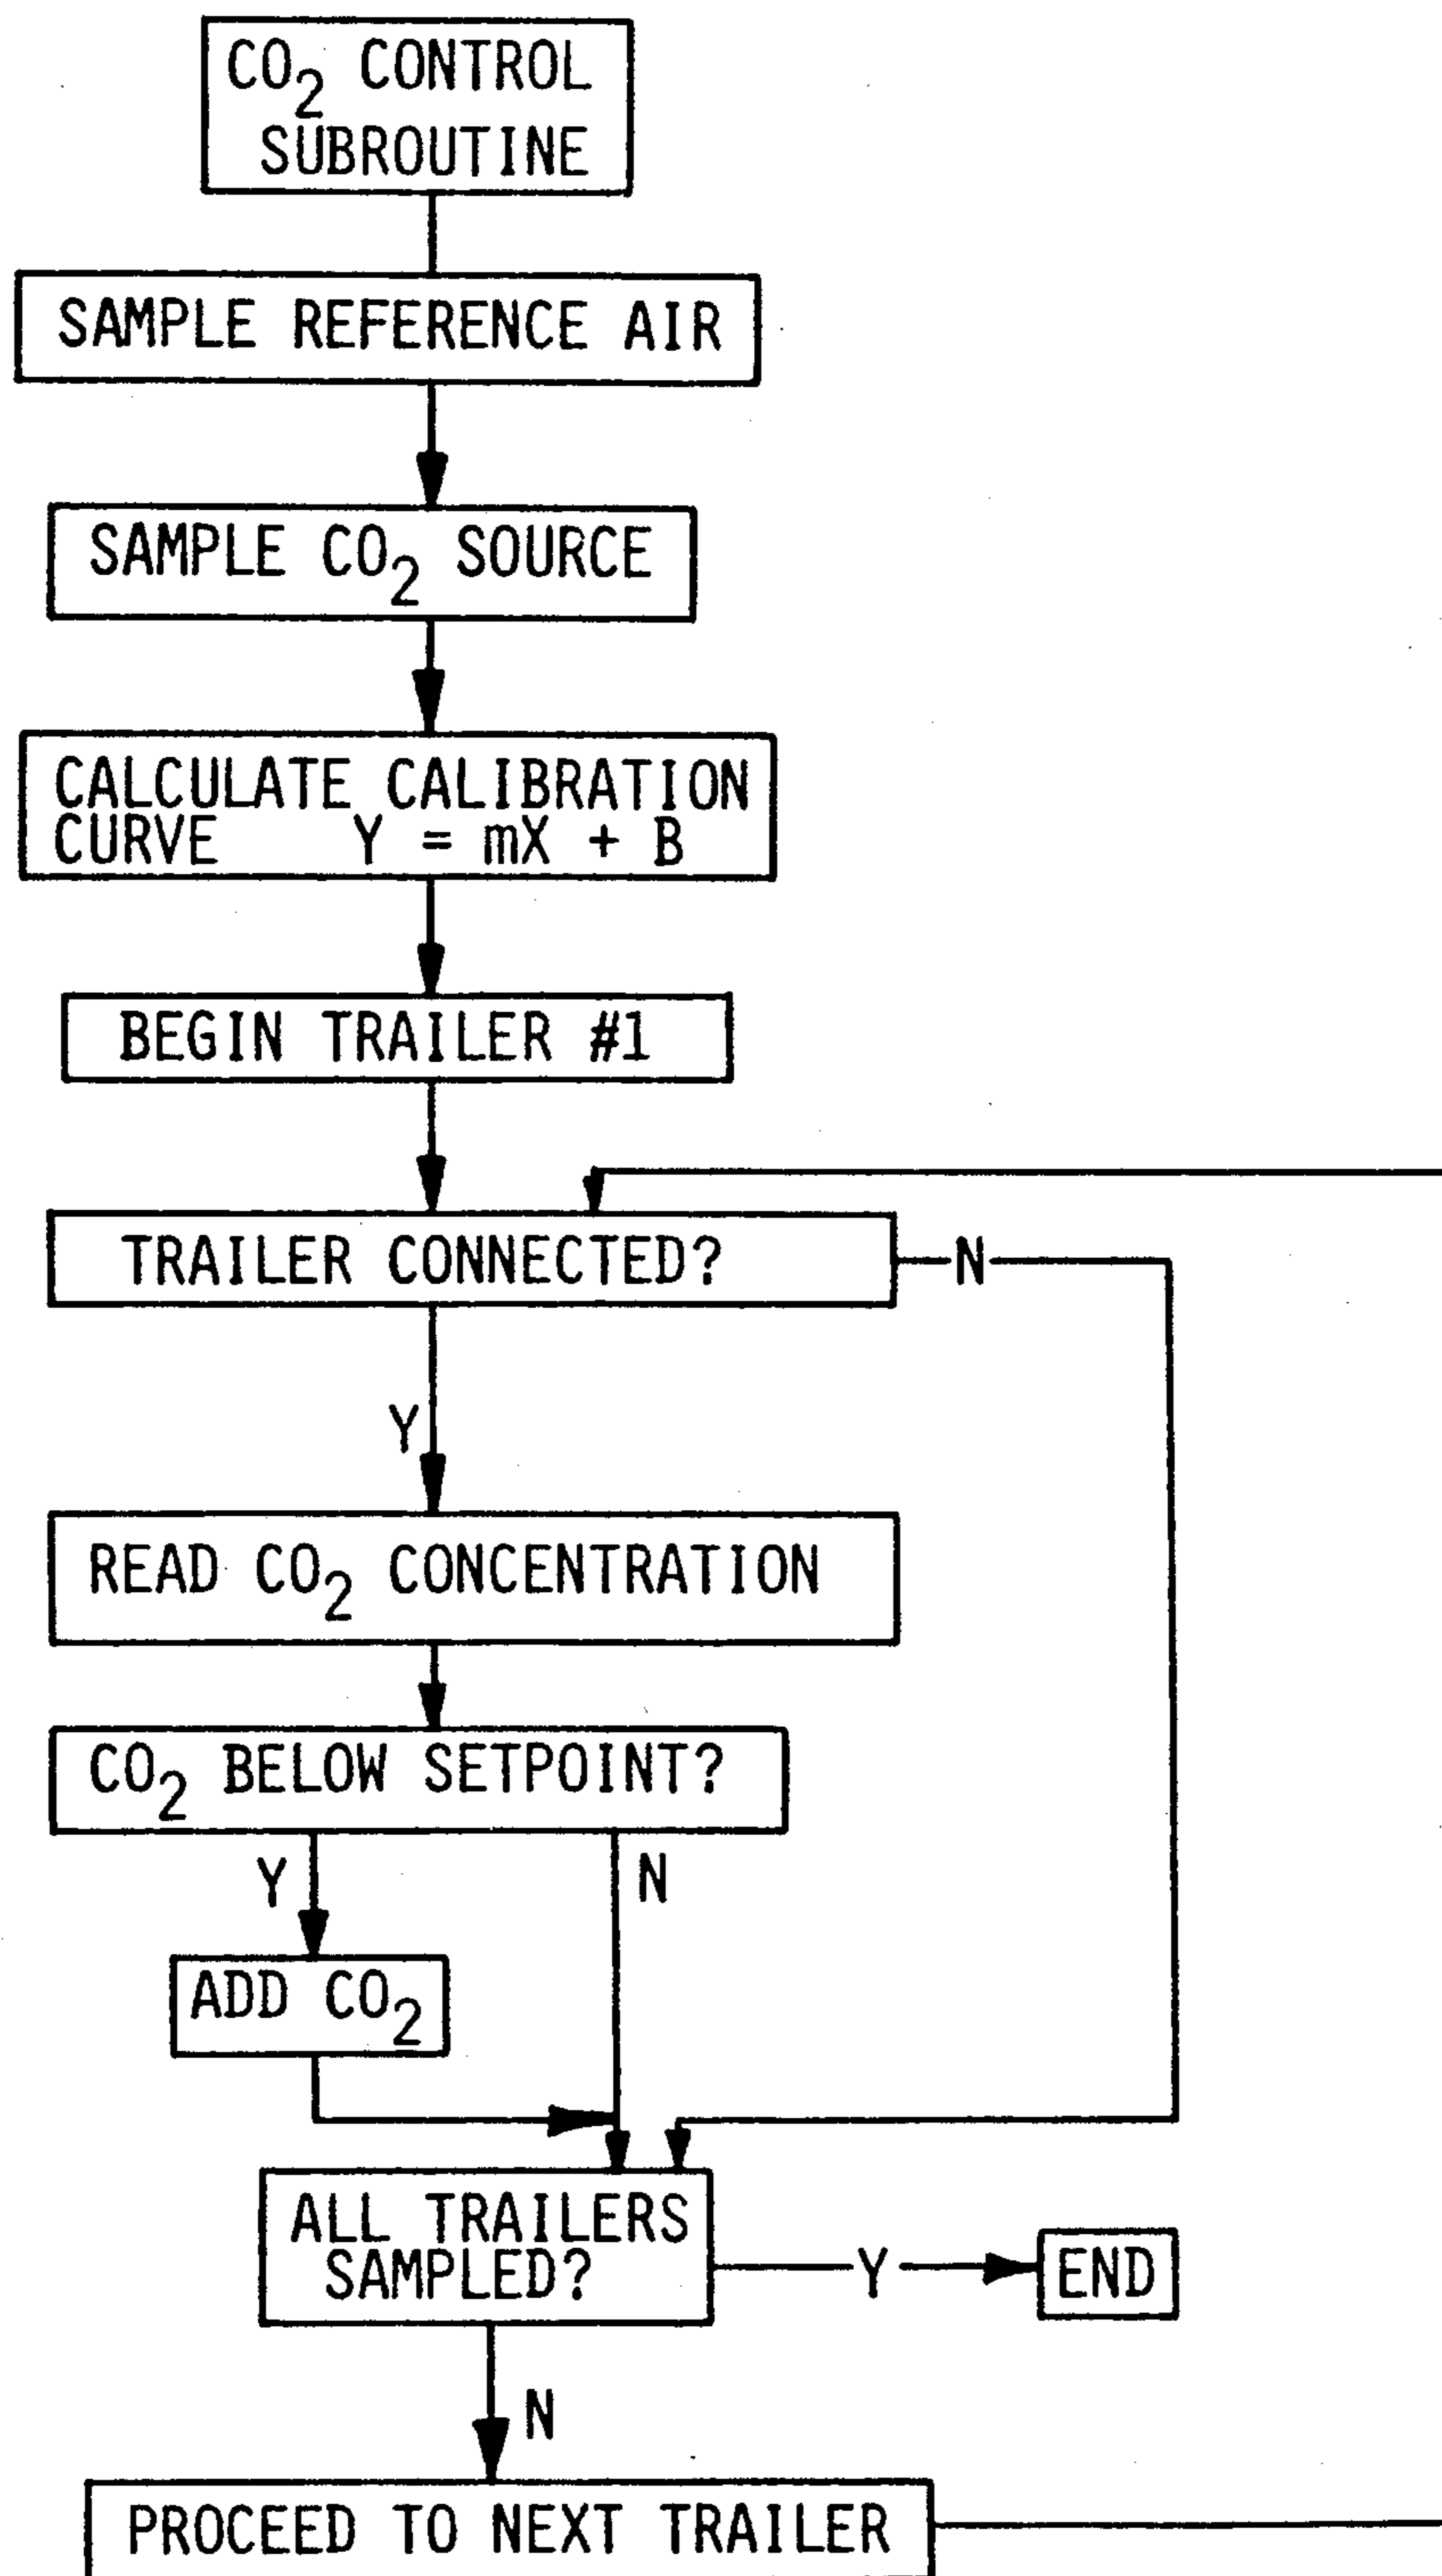 CO2 CONTROL
SUBROUTINE
SAMPLE REFERENCE AIR
SAMPLE CO2 SOURCE
CALCULATE CALIBRATION
CURVE Y = mX + B
BEGIN TRAILER #1
TRAILER CONNECTED?
N
Y
READ CO2 CONCENTRATION
CO2 BELOW SETPOINT?
Y
N
ADD CO2
ALL TRAILERS
SAMPLED?
Y
END
N
PROCEED TO NEXT TRAILER